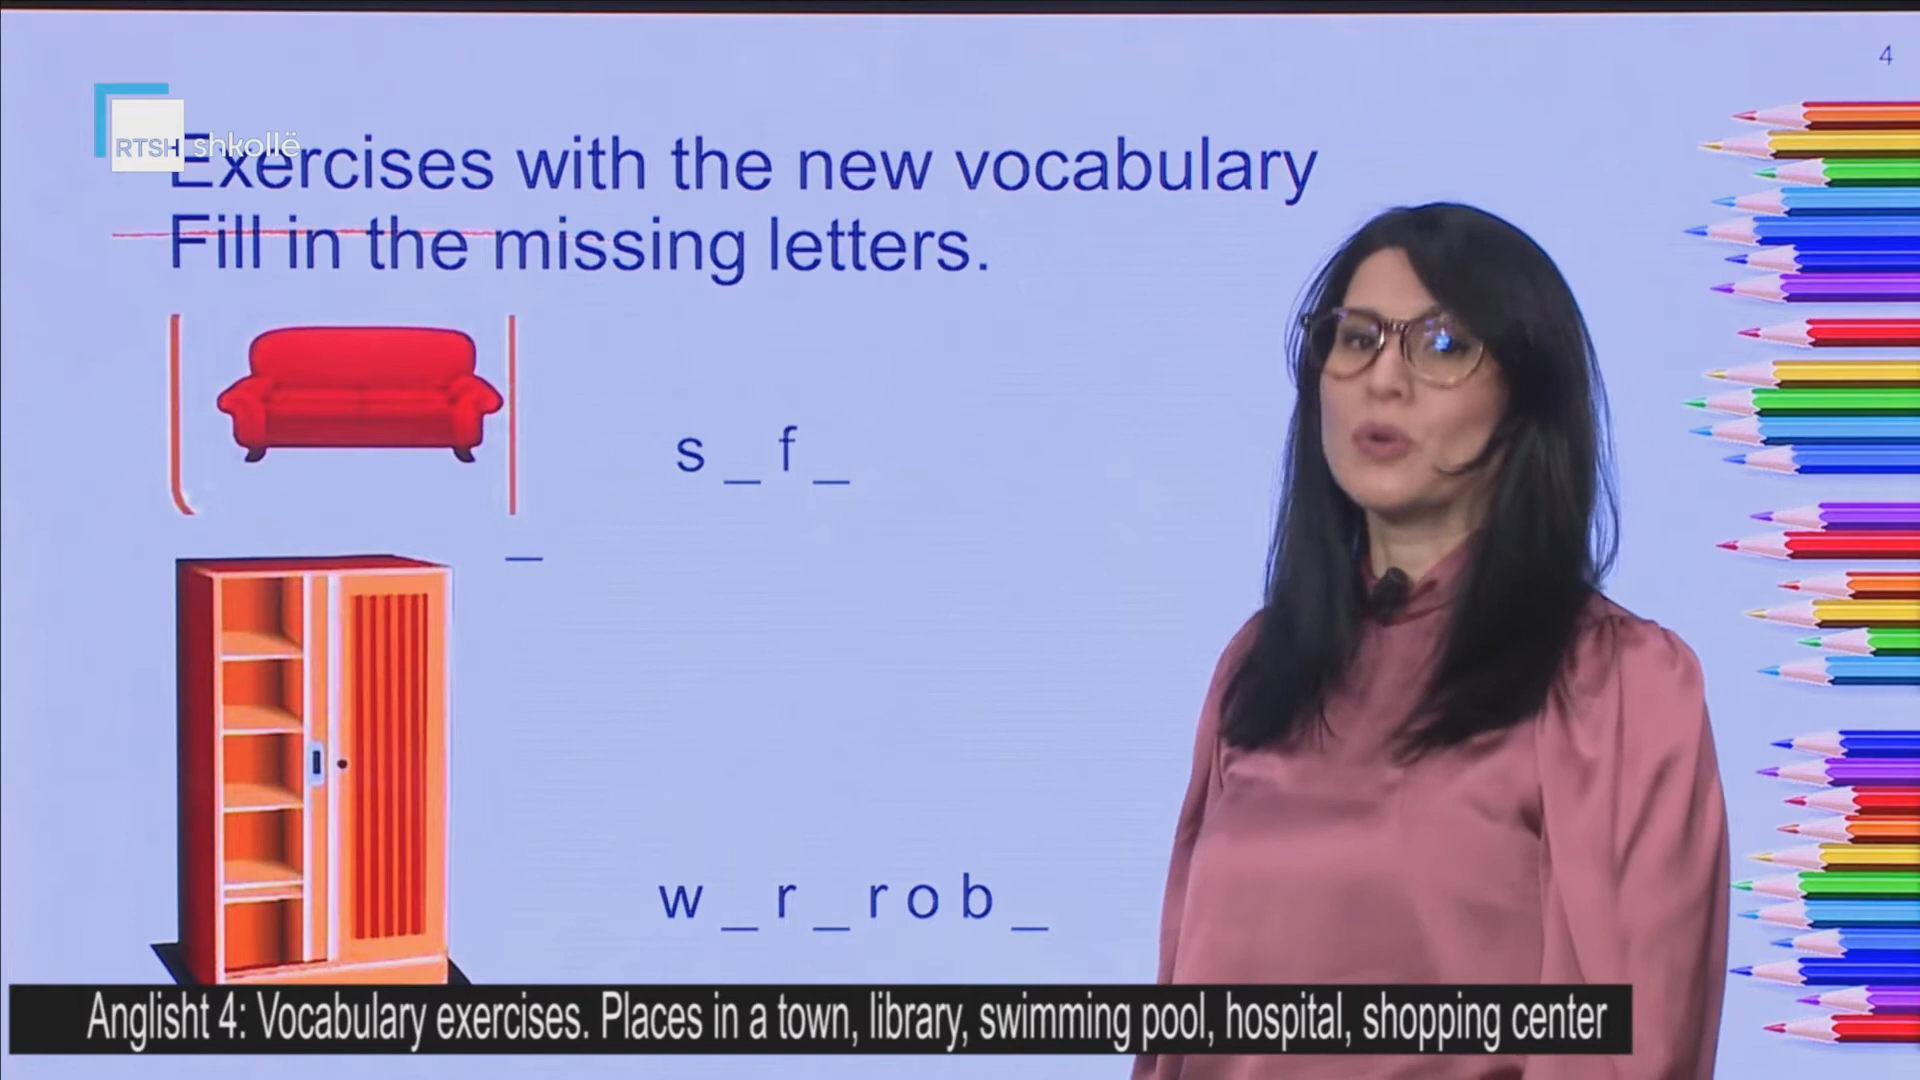 4
RTSH shkollë
Exercises with the new vocabulary
Fill in the missing letters.
s _ f _
_
w _ r _ r o b _
Anglisht 4: Vocabulary exercises. Places in a town, library, swimming pool, hospital, shopping center